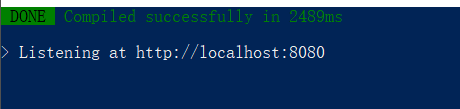 DONE Compiled successfully in 2489ms
> Listening at http://localhost:8080